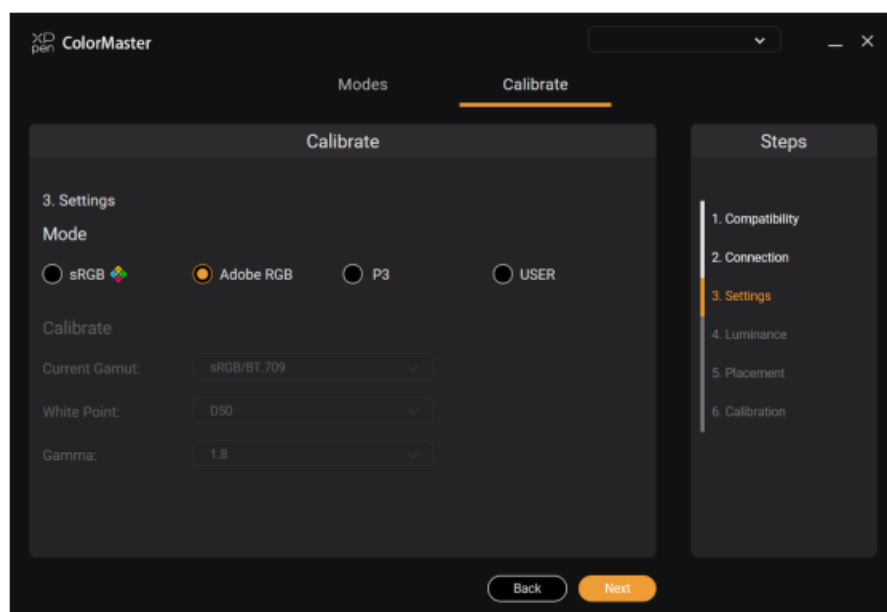 XP
pen ColorMaster
Modes Calibrate
Calibrate
3. Settings
Mode
sRGB Adobe RGB P3 USER
Calibrate
Current Gamut: sRGB/BT.709
White Point: D50
Gamma: 1.8
Steps
1. Compatibility
2. Connection
3. Settings
4. Luminance
5. Placement
6. Calibration
Back Next